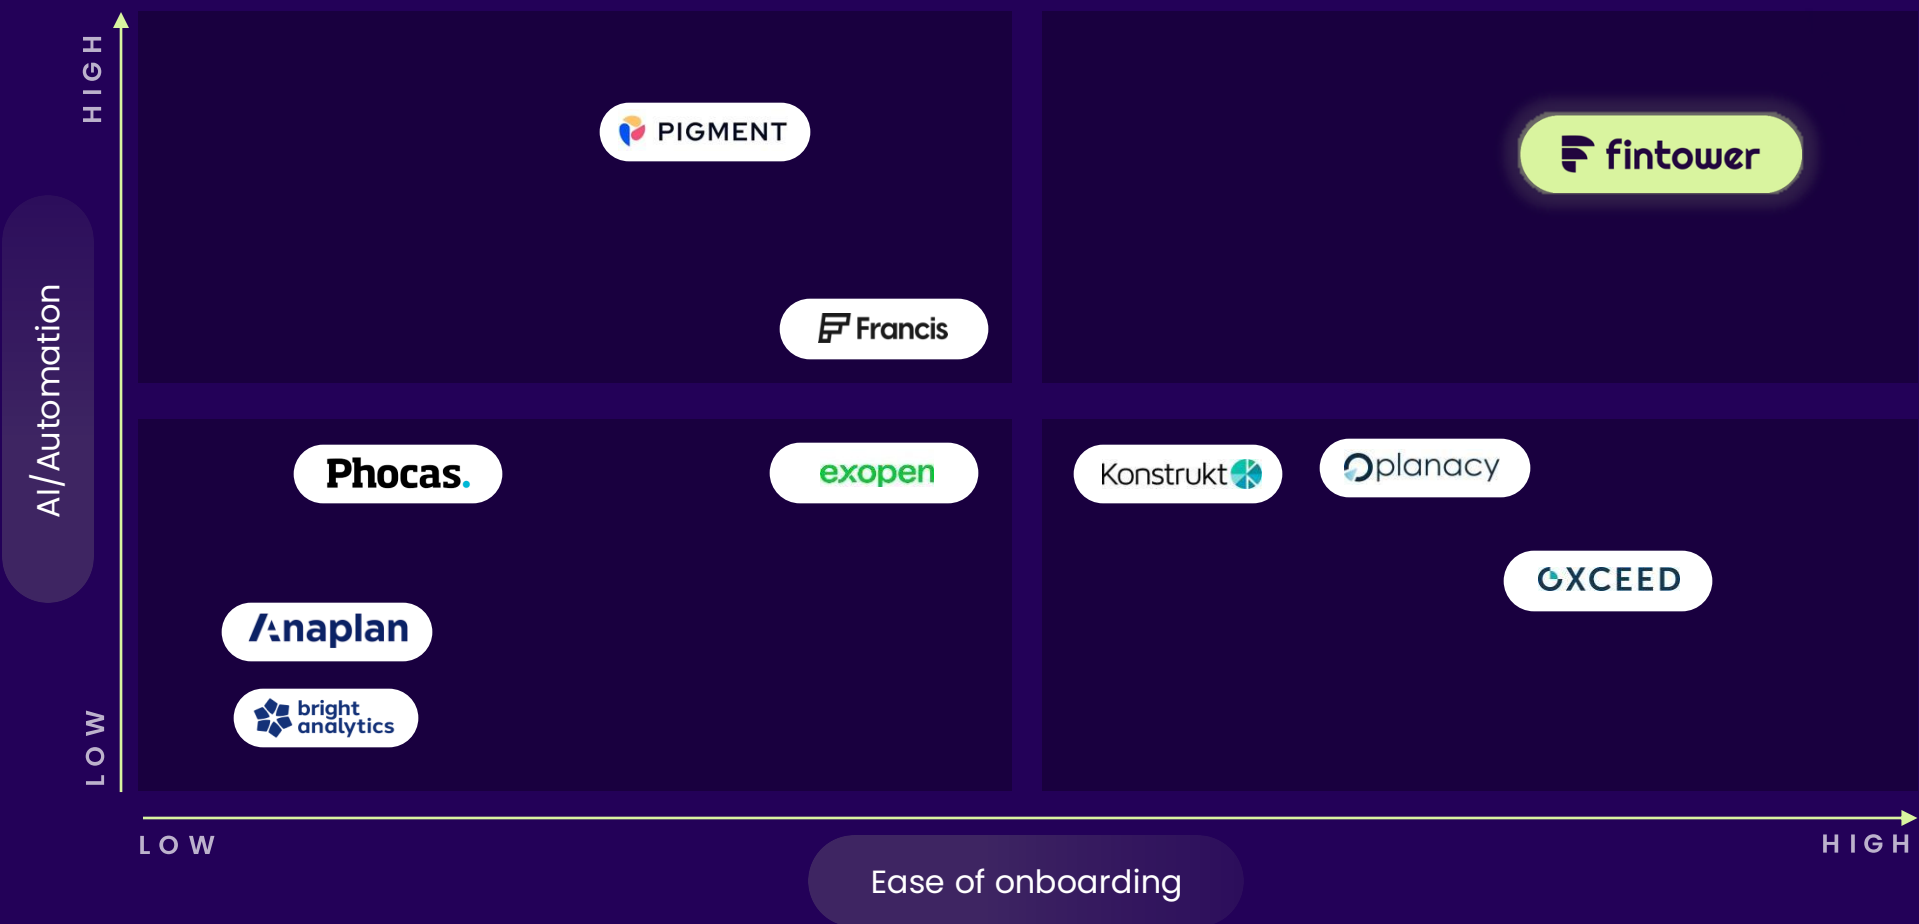 HIGH
PIGMENT
fintower
Francis
AI/Automation
Phocas.
exopen
Konstrukt
planacy
XCEED
Anaplan
bright
analytics
LOW
LOW
HIGH
Ease of onboarding